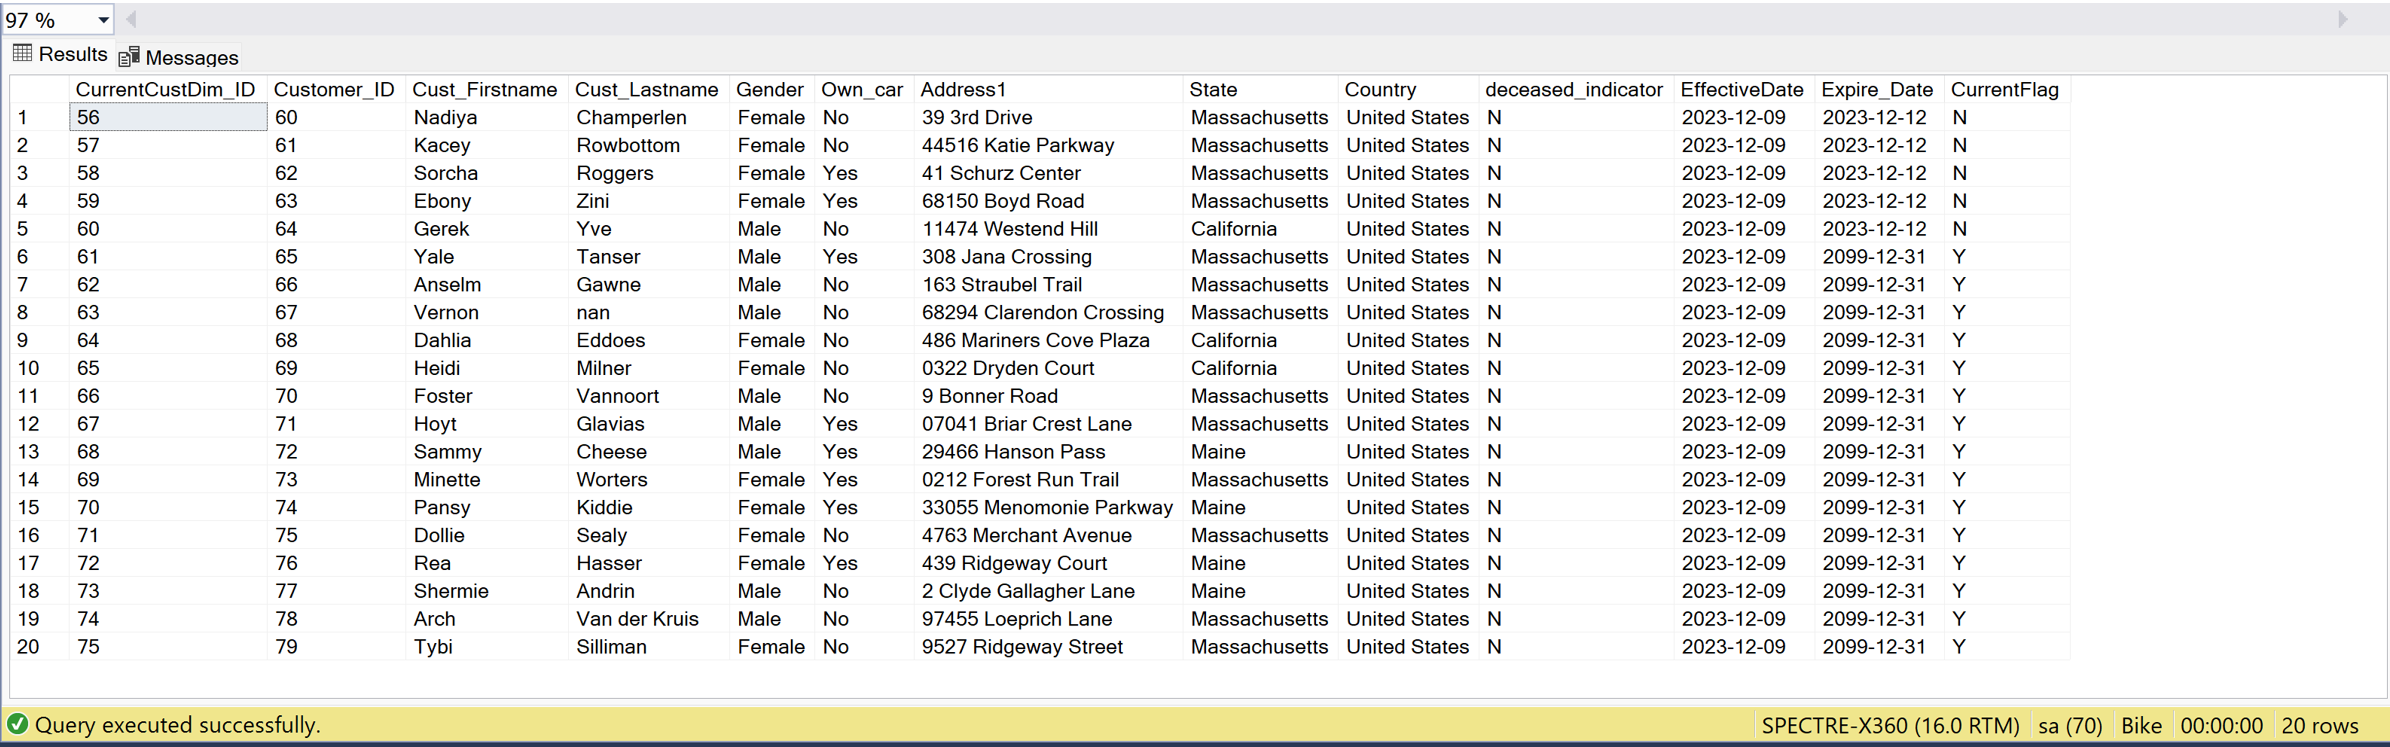 97 %
Results Messages
CurrentCustDim_ID Customer_ID Cust_Firstname Cust_Lastname Gender Own_car Address1 State Country deceased_indicator EffectiveDate Expire_Date CurrentFlag
1 56 60 Nadiya Champerlen Female No 39 3rd Drive Massachusetts United States N 2023-12-09 2023-12-12 N
2 57 61 Kacey Rowbottom Female No 44516 Katie Parkway Massachusetts United States N 2023-12-09 2023-12-12 N
3 58 62 Sorcha Roggers Female Yes 41 Schurz Center Massachusetts United States N 2023-12-09 2023-12-12 N
4 59 63 Ebony Zini Female Yes 68150 Boyd Road Massachusetts United States N 2023-12-09 2023-12-12 N
5 60 64 Gerek Yve Male No 11474 Westend Hill California United States N 2023-12-09 2023-12-12 N
6 61 65 Yale Tanser Male Yes 308 Jana Crossing Massachusetts United States N 2023-12-09 2099-12-31 Y
7 62 66 Anselm Gawne Male No 163 Straubel Trail Massachusetts United States N 2023-12-09 2099-12-31 Y
8 63 67 Vernon nan Male No 68294 Clarendon Crossing Massachusetts United States N 2023-12-09 2099-12-31 Y
9 64 68 Dahlia Eddoes Female No 486 Mariners Cove Plaza California United States N 2023-12-09 2099-12-31 Y
10 65 69 Heidi Milner Female No 0322 Dryden Court California United States N 2023-12-09 2099-12-31 Y
11 66 70 Foster Vannoort Male No 9 Bonner Road Massachusetts United States N 2023-12-09 2099-12-31 Y
12 67 71 Hoyt Glavias Male Yes 07041 Briar Crest Lane Massachusetts United States N 2023-12-09 2099-12-31 Y
13 68 72 Sammy Cheese Male Yes 29466 Hanson Pass Maine United States N 2023-12-09 2099-12-31 Y
14 69 73 Minette Worters Female Yes 0212 Forest Run Trail Massachusetts United States N 2023-12-09 2099-12-31 Y
15 70 74 Pansy Kiddie Female Yes 33055 Menomonie Parkway Maine United States N 2023-12-09 2099-12-31 Y
16 71 75 Dollie Sealy Female No 4763 Merchant Avenue Massachusetts United States N 2023-12-09 2099-12-31 Y
17 72 76 Rea Hasser Female Yes 439 Ridgeway Court Maine United States N 2023-12-09 2099-12-31 Y
18 73 77 Shermie Andrin Male No 2 Clyde Gallagher Lane Maine United States N 2023-12-09 2099-12-31 Y
19 74 78 Arch Van der Kruis Male No 97455 Loeprich Lane Massachusetts United States N 2023-12-09 2099-12-31 Y
20 75 79 Tybi Silliman Female No 9527 Ridgeway Street Massachusetts United States N 2023-12-09 2099-12-31 Y
Query executed successfully. SPECTRE-X360 (16.0 RTM) sa (70) Bike 00:00:00 20 rows